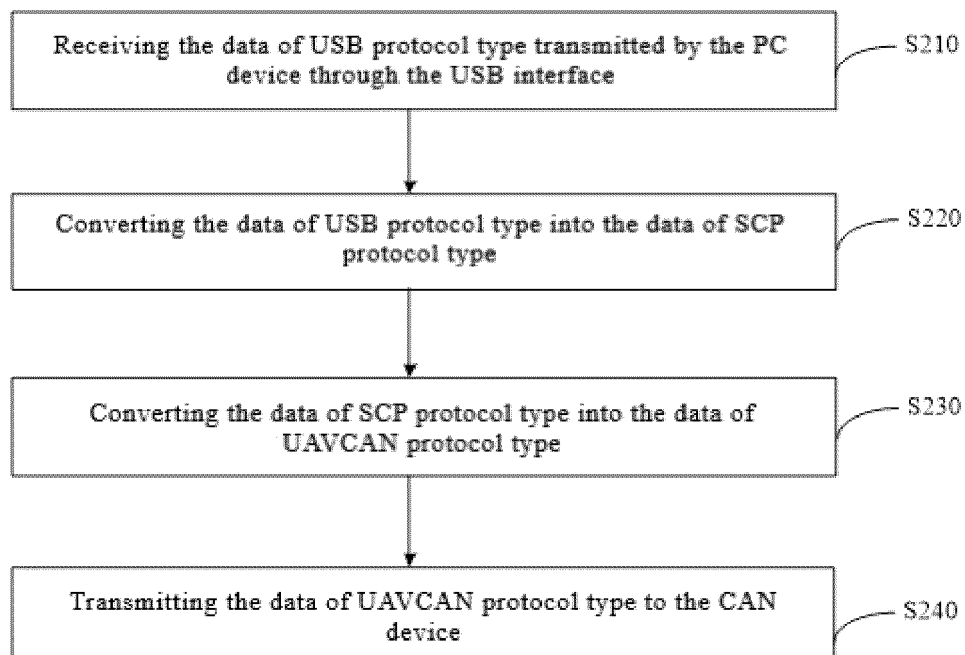 Receiving the data of USB protocol type transmitted by the PC
device through the USB interface
S210
Converting the data of USB protocol type into the data of SCP
protocol type
S220
Converting the data of SCP protocol type into the data of
UAVCAN protocol type
S230
Transmitting the data of UAVCAN protocol type to the CAN
device
S240